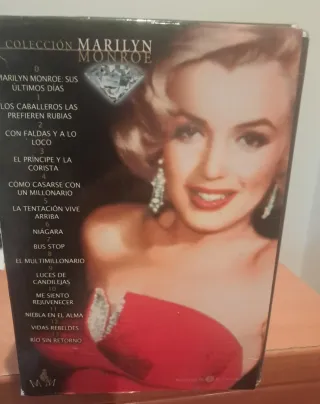 COLECCIÓN MARILYN
MONROE
0
MARILYN MONROE: SUS
ÚLTIMOS DÍAS
1
LOS CABALLEROS LAS
PREFIEREN RUBIAS
2
CON FALDAS Y A LO
LOCO
3
EL PRÍNCIPE Y LA
CORISTA
4
CÓMO CASARSE CON
UN MILLONARIO
5
LA TENTACIÓN VIVE
ARRIBA
6
NIÁGARA
7
BUS STOP
8
EL MULTIMILLONARIO
9
LUCES DE
CANDILEJAS
10
ME SIENTO
REJUVENECER
11
NIEBLA EN EL ALMA
12
VIDAS REBELDES
13
RÍO SIN RETORNO